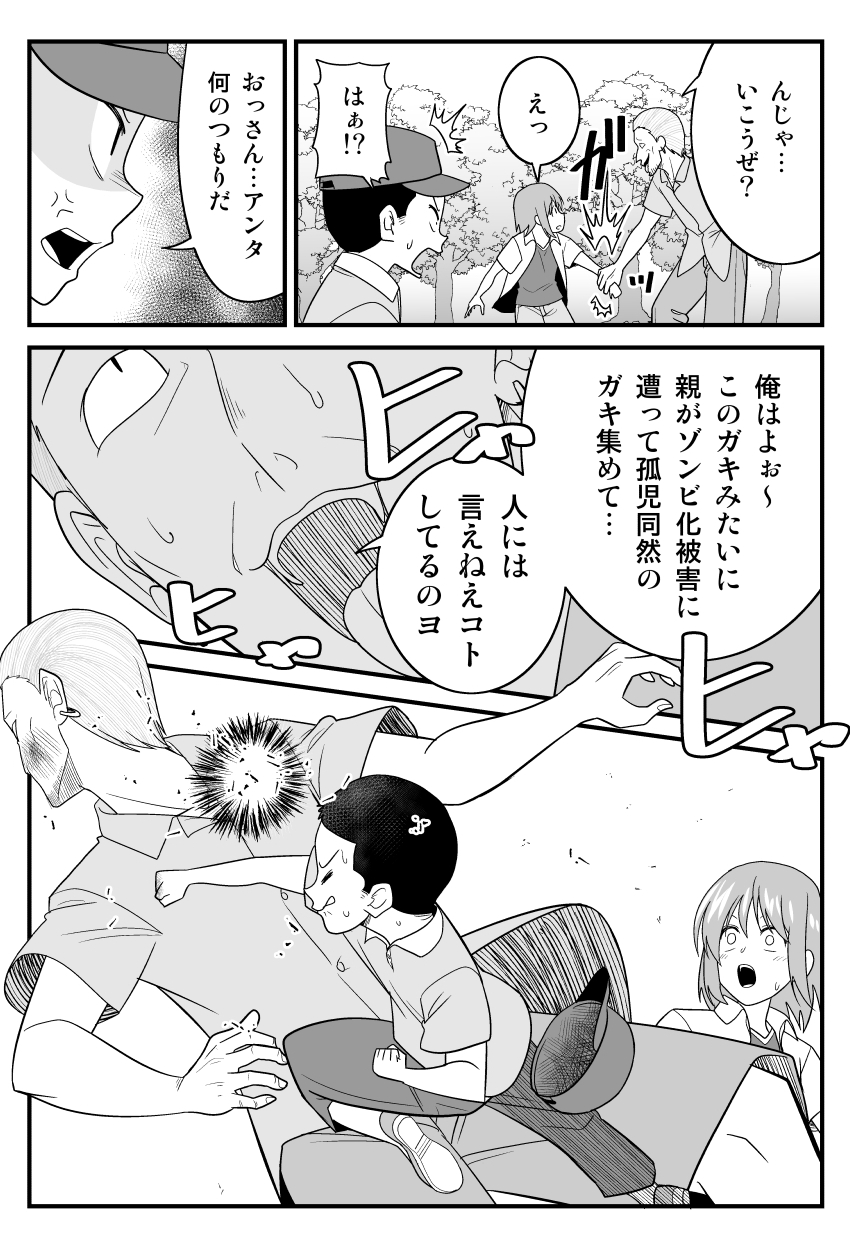 んじゃ…
いこうぜ？
ガ
ガッ
えっ
はぁ!?
おっさん…アンタ
何のつもりだ
俺はよぉ～
このガキみたいに
親がゾンビ化被害に
遭って孤児同然の
ガキ集めて…
人には
言えねえコト
してるのヨ
ヒャ
ヒャ
ヒャ